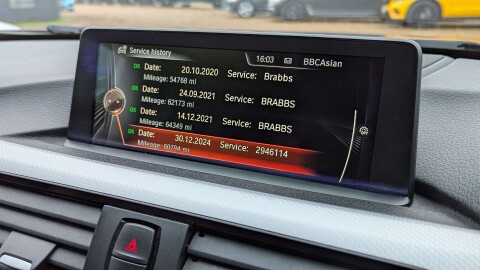 Service history 16:03 BBCAsian
OK Date: 20.10.2020 Service: Brabbs
Mileage: 54768 mi
OK Date: 24.09.2021 Service: BRABBS
Mileage: 62173 mi
OK Date: 14.12.2021 Service: BRABBS
Mileage: 64349 mi
OK Date: 30.12.2024 Service: 2946114
Mileage: 60794 mi